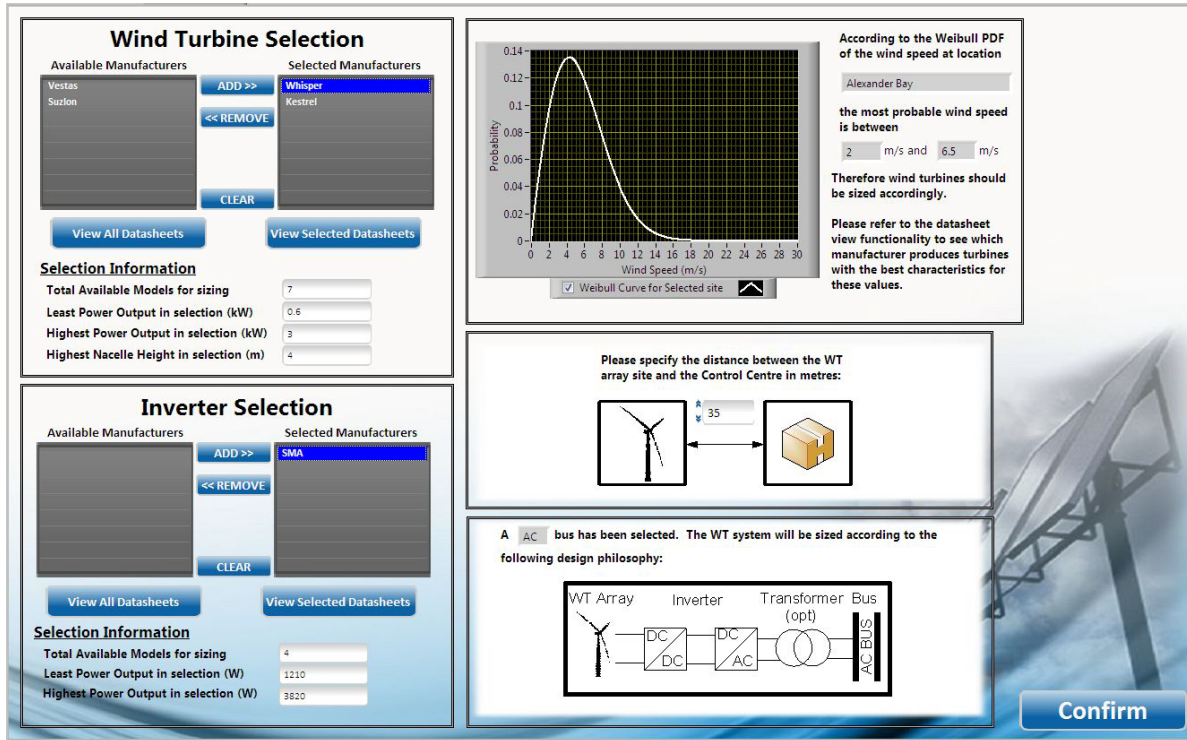 Wind Turbine Selection
Available Manufacturers
Selected Manufacturers
Vestas
Suzlon
ADD >>
<< REMOVE
CLEAR
Whisper
Kestrel
View All Datasheets
View Selected Datasheets
Selection Information
Total Available Models for sizing 7
Least Power Output in selection (kW) 0.6
Highest Power Output in selection (kW) 3
Highest Nacelle Height in selection (m) 4
Inverter Selection
Available Manufacturers
Selected Manufacturers
ADD >>
<< REMOVE
CLEAR
SMA
View All Datasheets
View Selected Datasheets
Selection Information
Total Available Models for sizing 4
Least Power Output in selection (W) 1210
Highest Power Output in selection (W) 3820
Probability
0.14
0.12
0.1
0.08
0.06
0.04
0.02
0
0 2 4 6 8 10 12 14 16 18 20 22 24 26 28 30
Wind Speed (m/s)
Weibull Curve for Selected site
According to the Weibull PDF
of the wind speed at location
Alexander Bay
the most probable wind speed
is between
2 m/s and 6.5 m/s
Therefore wind turbines should
be sized accordingly.
Please refer to the datasheet
view functionality to see which
manufacturer produces turbines
with the best characteristics for
these values.
Please specify the distance between the WT
array site and the Control Centre in metres:
35
A AC bus has been selected. The WT system will be sized according to the
following design philosophy:
WT Array
Inverter
Transformer
(opt)
Bus
DC
DC
DC
AC
AC BUS
Confirm